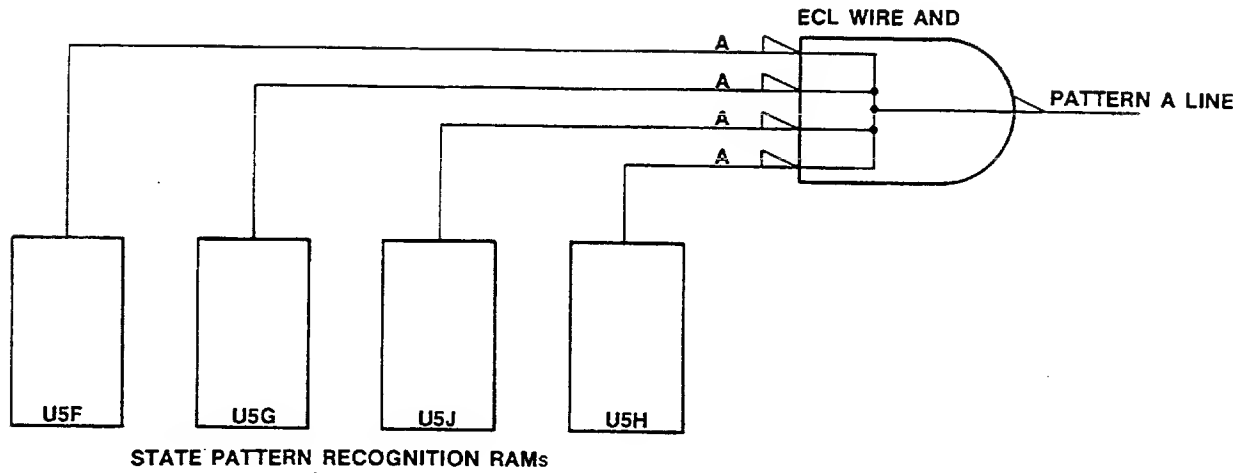 ECL WIRE AND
A
A
A
A
PATTERN A LINE
U5F
U5G
U5J
U5H
STATE PATTERN RECOGNITION RAMs